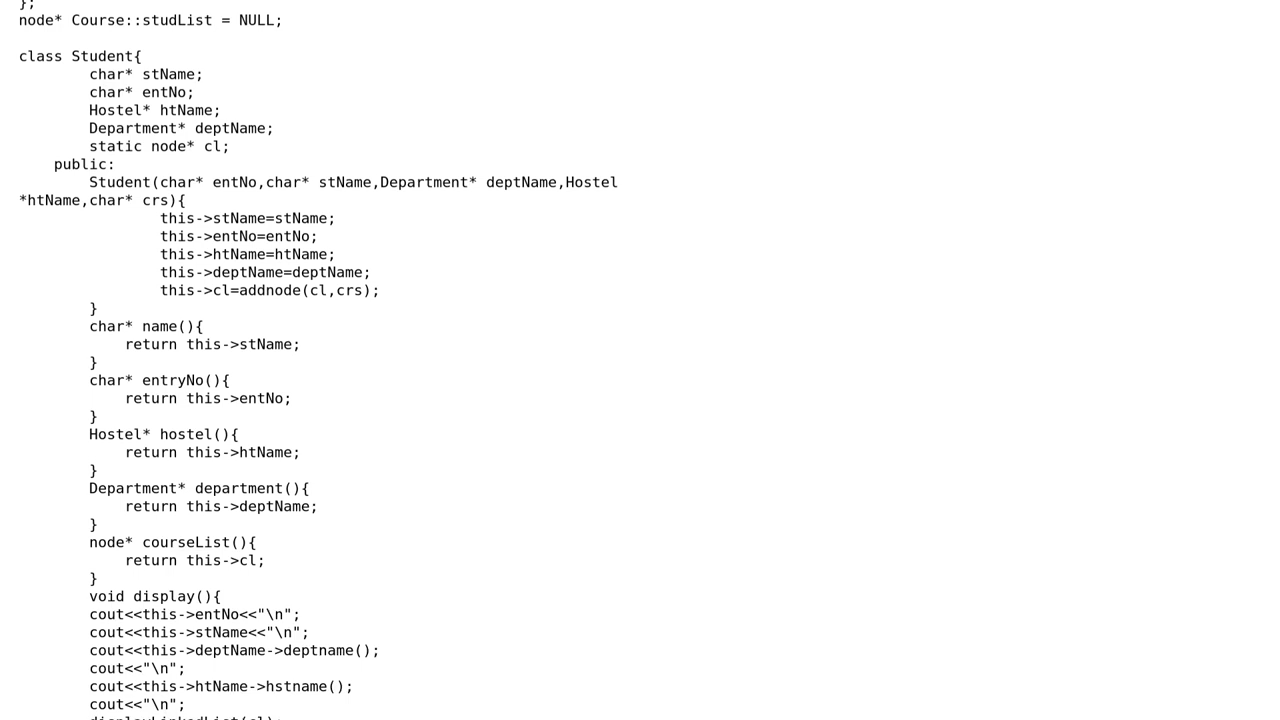 };
node* Course::studList = NULL;
class Student{
char* stName;
char* entNo;
Hostel* htName;
Department* deptName;
static node* cl;
public:
Student(char* entNo,char* stName,Department* deptName,Hostel
*htName,char* crs){
this->stName=stName;
this->entNo=entNo;
this->htName=htName;
this->deptName=deptName;
this->cl=addnode(cl,crs);
}
char* name(){
return this->stName;
}
char* entryNo(){
return this->entNo;
}
Hostel* hostel(){
return this->htName;
}
Department* department(){
return this->deptName;
}
node* courseList(){
return this->cl;
}
void display(){
cout<<this->entNo<<"\n";
cout<<this->stName<<"\n";
cout<<this->deptName->deptname();
cout<<"\n";
cout<<this->htName->hstname();
cout<<"\n";
displayLinkedList(cl);